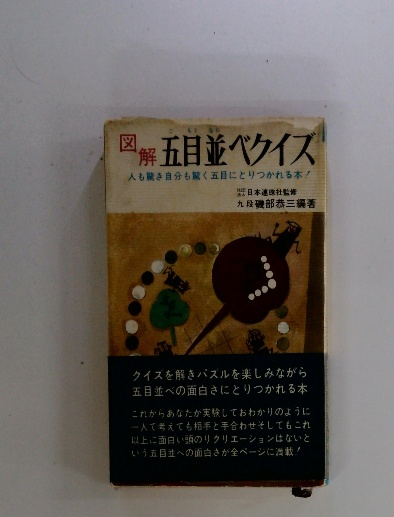 図解 五目並べクイズ
人も驚き自分も驚く五目にとりつかれる本！
社団法人 日本連珠社監修
九段 磯部恭三編著
クイズを解きパズルを楽しみながら
五目並べの面白さにとりつかれる本
これからあなたが実験しておわかりのように
一人で考えても相手と手合わせそしてもこれ
以上に面白い頭のリクリエーションはないと
いう五目並べの面白さが全ページに満載！